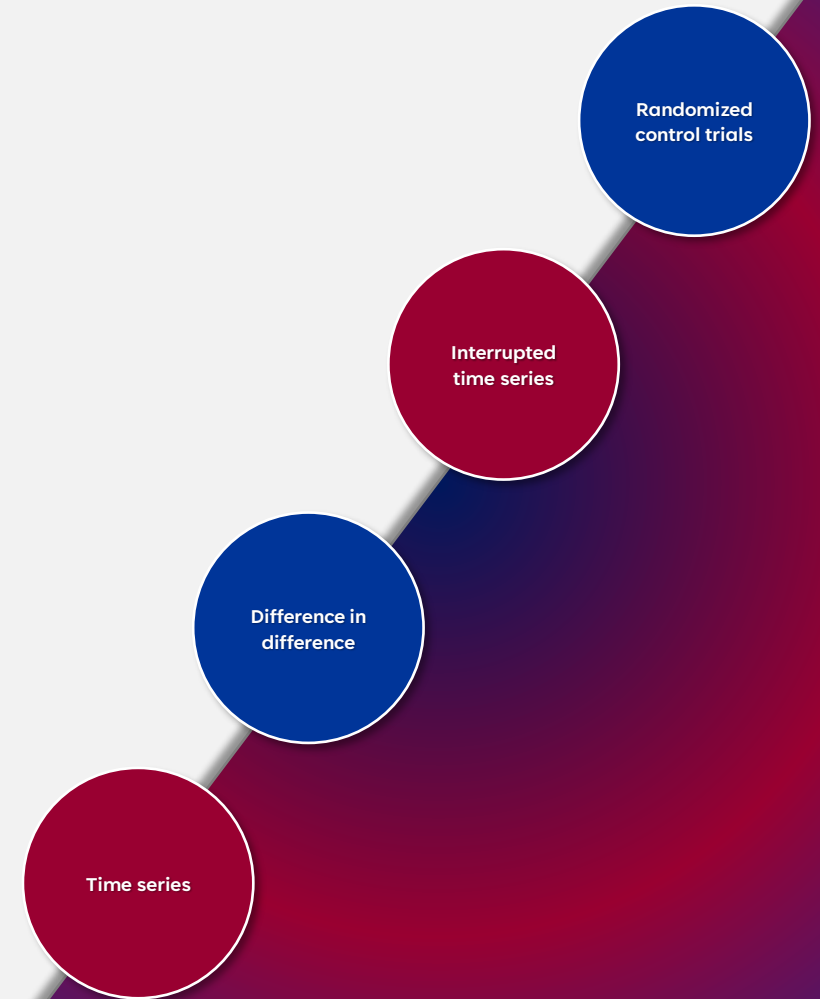 Randomized
control trials
Interrupted
time series
Difference in
difference
Time series